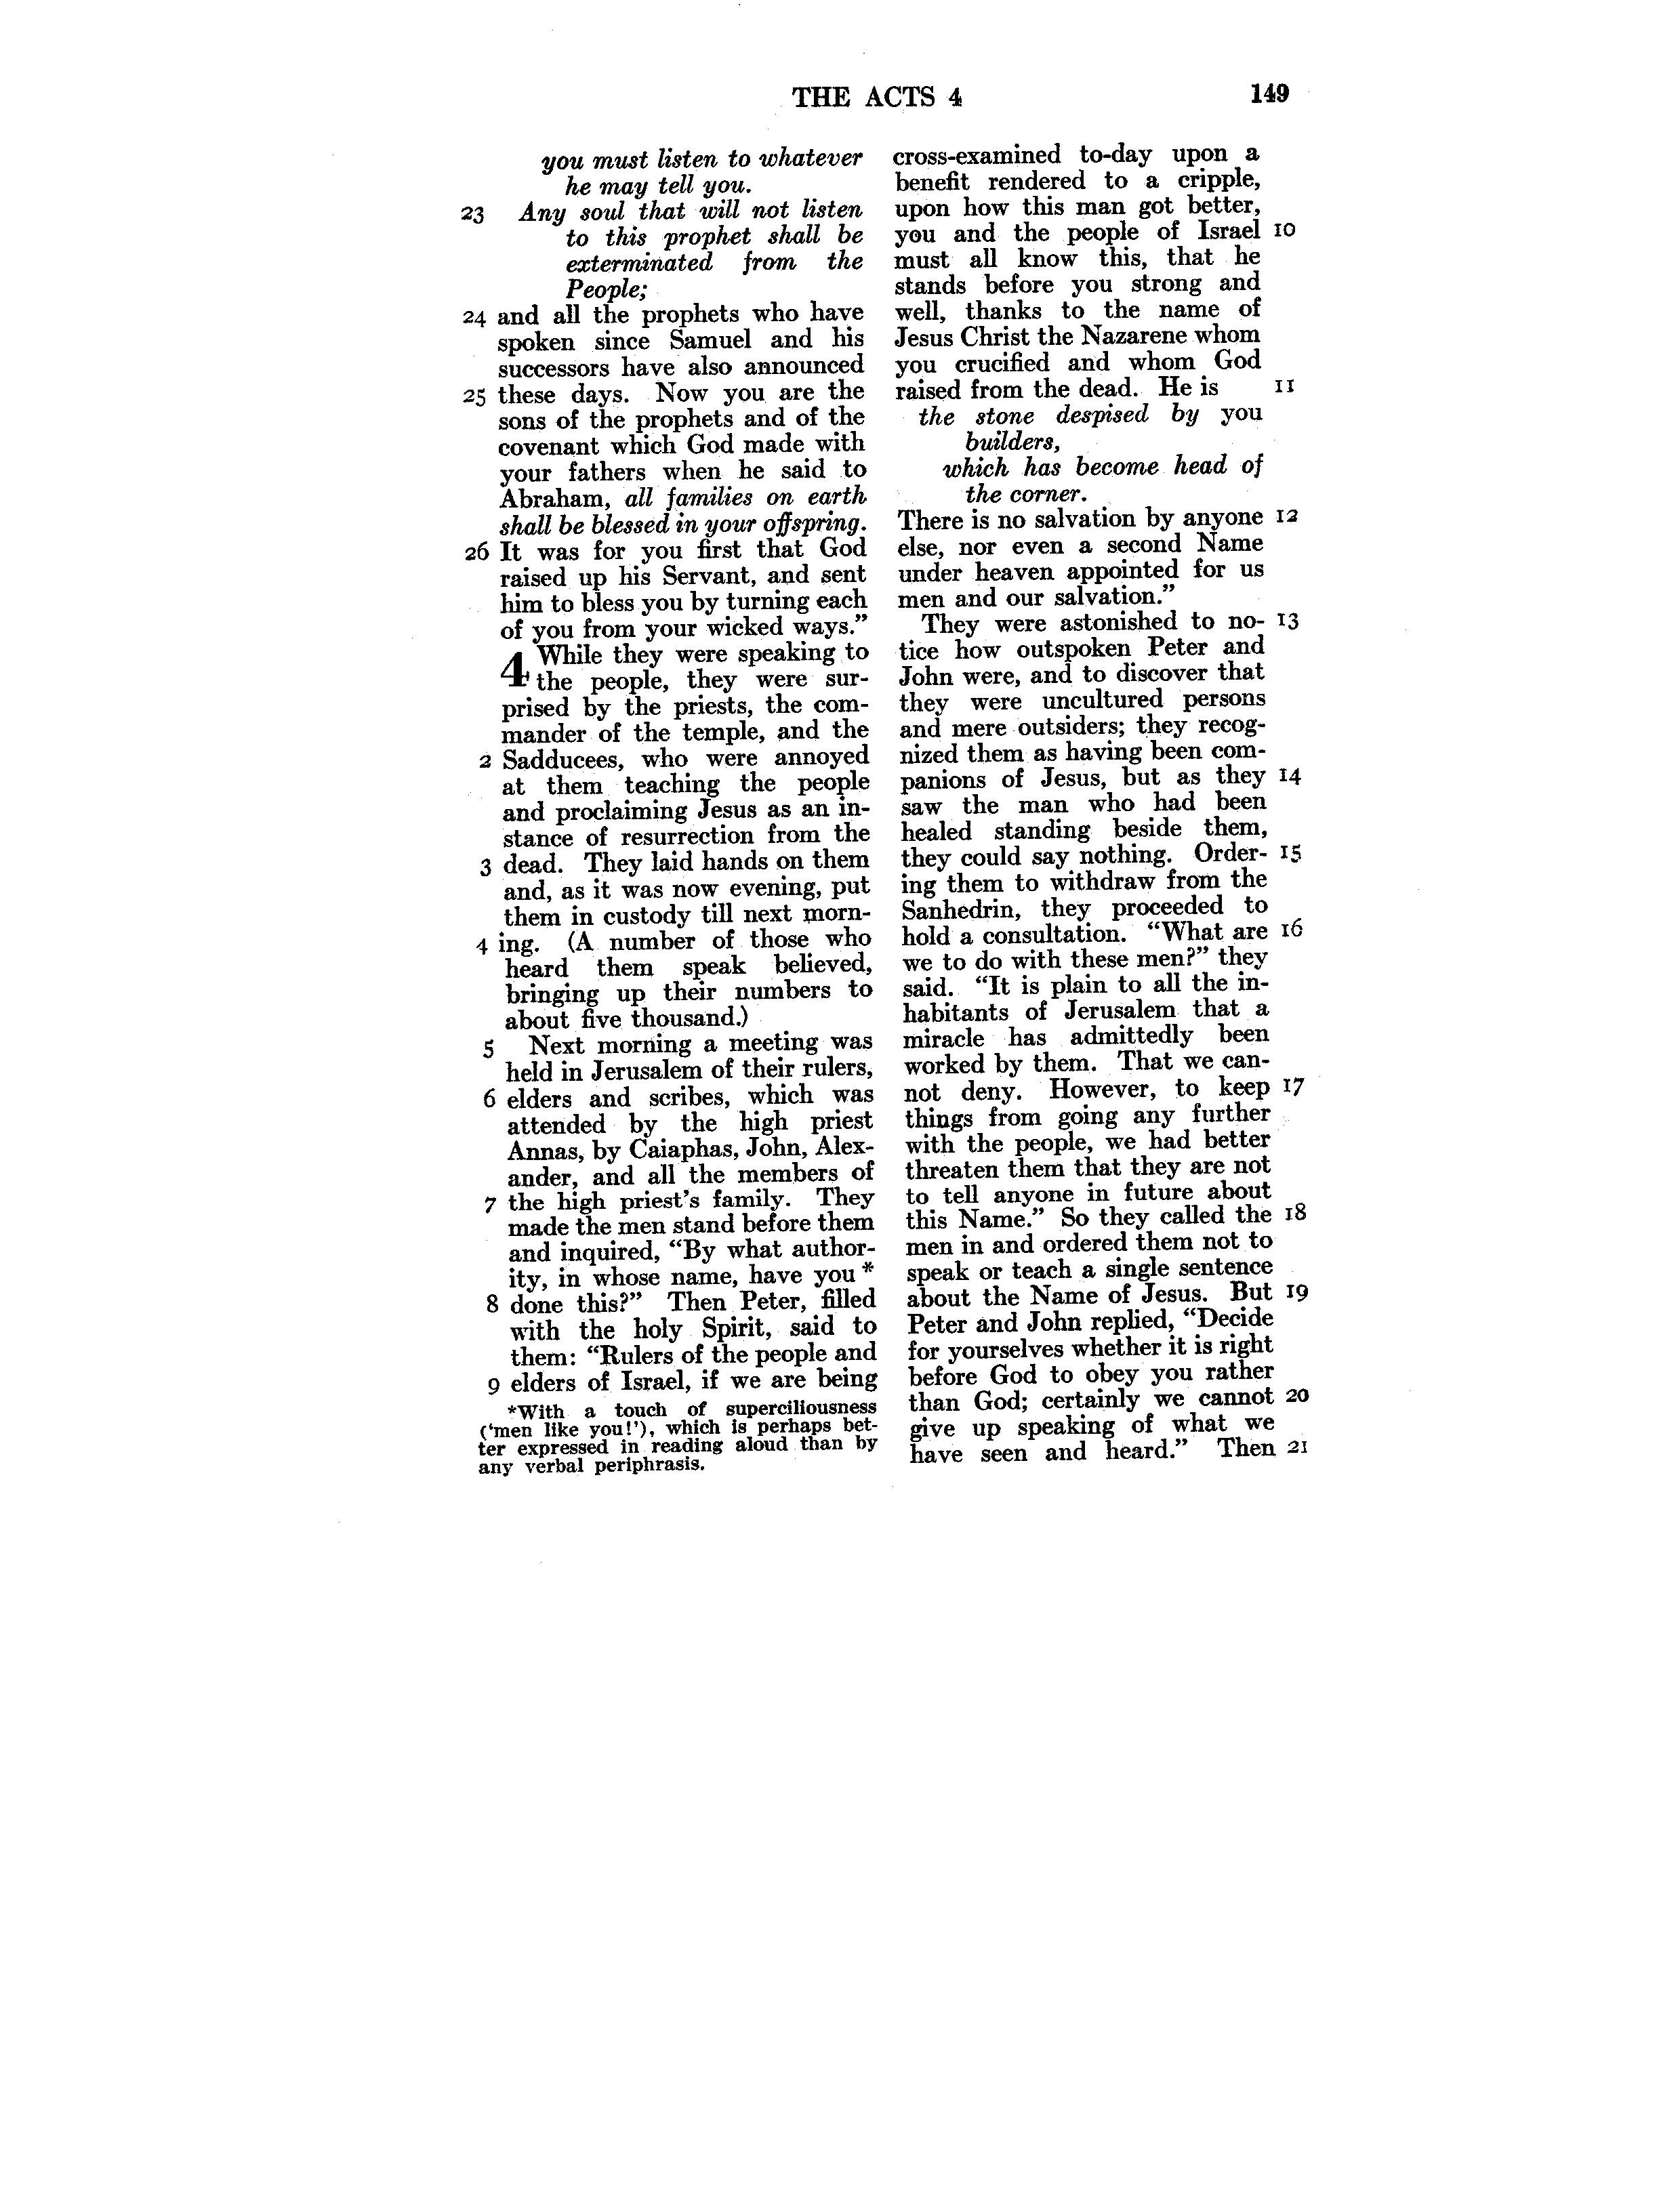 THE ACTS 4 149
you must listen to whatever
he may tell you.
23 Any soul that will not listen
to this prophet shall be
exterminated from the
People;
24 and all the prophets who have
spoken since Samuel and his
successors have also announced
25 these days. Now you are the
sons of the prophets and of the
covenant which God made with
your fathers when he said to
Abraham, all families on earth
shall be blessed in your offspring.
26 It was for you first that God
raised up his Servant, and sent
him to bless you by turning each
of you from your wicked ways.”
4 While they were speaking to
the people, they were sur-
prised by the priests, the com-
mander of the temple, and the
2 Sadducees, who were annoyed
at them teaching the people
and proclaiming Jesus as an in-
stance of resurrection from the
3 dead. They laid hands on them
and, as it was now evening, put
them in custody till next morn-
4 ing. (A number of those who
heard them speak believed,
bringing up their numbers to
about five thousand.)
5 Next morning a meeting was
held in Jerusalem of their rulers,
6 elders and scribes, which was
attended by the high priest
Annas, by Caiaphas, John, Alex-
ander, and all the members of
7 the high priest’s family. They
made the men stand before them
and inquired, “By what author-
ity, in whose name, have you *
8 done this?” Then Peter, filled
with the holy Spirit, said to
them: “Rulers of the people and
9 elders of Israel, if we are being
*With a touch of superciliousness
(‘men like you!’), which is perhaps bet-
ter expressed in reading aloud than by
any verbal periphrasis.
cross-examined to-day upon a
benefit rendered to a cripple,
upon how this man got better,
you and the people of Israel 10
must all know this, that he
stands before you strong and
well, thanks to the name of
Jesus Christ the Nazarene whom
you crucified and whom God
raised from the dead. He is 11
the stone despised by you
builders,
which has become head of
the corner.
There is no salvation by anyone 12
else, nor even a second Name
under heaven appointed for us
men and our salvation.”
They were astonished to no- 13
tice how outspoken Peter and
John were, and to discover that
they were uncultured persons
and mere outsiders; they recog-
nized them as having been com-
panions of Jesus, but as they 14
saw the man who had been
healed standing beside them,
they could say nothing. Order- 15
ing them to withdraw from the
Sanhedrin, they proceeded to
hold a consultation. “What are 16
we to do with these men?” they
said. “It is plain to all the in-
habitants of Jerusalem that a
miracle has admittedly been
worked by them. That we can-
not deny. However, to keep 17
things from going any further
with the people, we had better
threaten them that they are not
to tell anyone in future about
this Name.” So they called the 18
men in and ordered them not to
speak or teach a single sentence
about the Name of Jesus. But 19
Peter and John replied, “Decide
for yourselves whether it is right
before God to obey you rather
than God; certainly we cannot 20
give up speaking of what we
have seen and heard.” Then 21